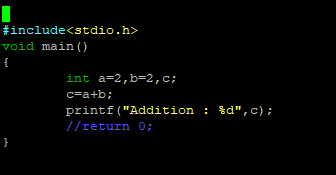 #include<stdio.h>
void main()
{
        int a=2,b=2,c;
        c=a+b;
        printf("Addition : %d",c);
        //return 0;
}